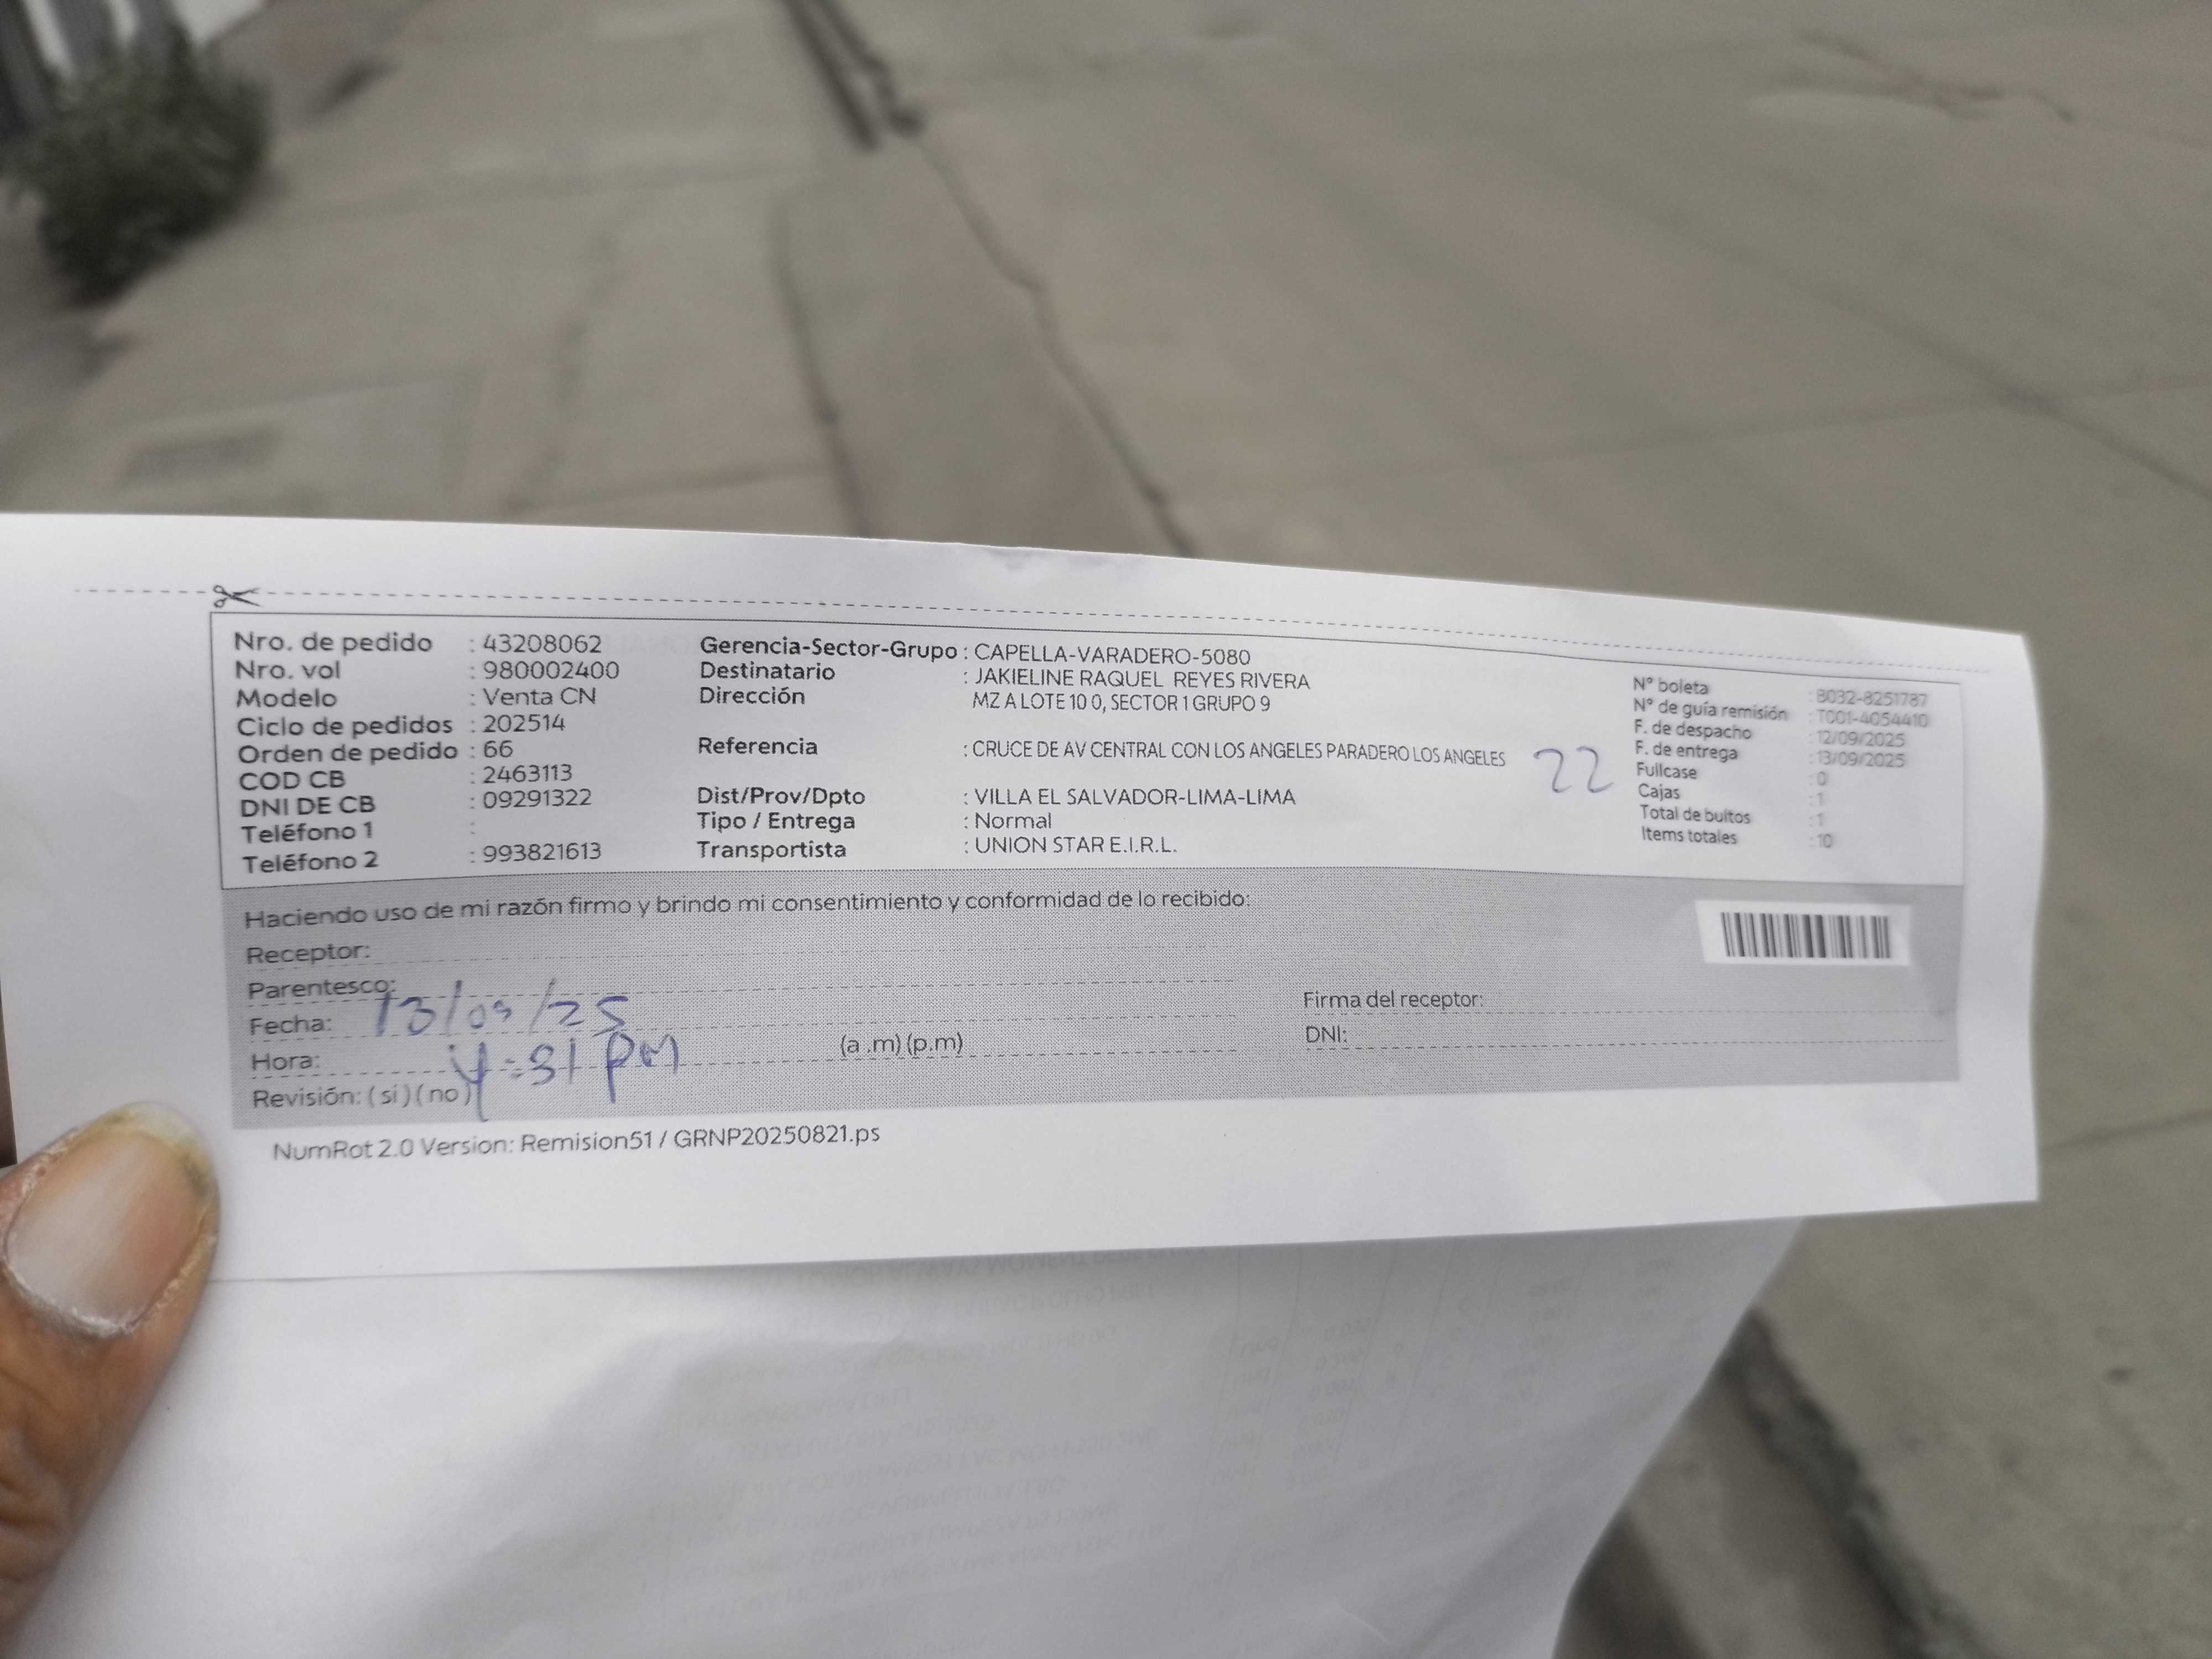 Nro. de pedido : 43208062
Nro. vol : 980002400
Modelo : Venta CN
Ciclo de pedidos : 202514
Orden de pedido : 66
COD CB : 2463113
DNI DE CB : 09291322
Teléfono 1 :
Teléfono 2 : 993821613
Gerencia-Sector-Grupo : CAPELLA-VARADERO-5080
Destinatario : JAKIELINE RAQUEL REYES RIVERA
Dirección MZ A LOTE 10 0, SECTOR 1 GRUPO 9
Referencia : CRUCE DE AV CENTRAL CON LOS ANGELES PARADERO LOS ANGELES
Dist/Prov/Dpto : VILLA EL SALVADOR-LIMA-LIMA
Tipo / Entrega : Normal
Transportista : UNION STAR E.I.R.L.
22
N° boleta : B032-8251787
N° de guía remisión : T001-4054410
F. de despacho : 12/09/2025
F. de entrega : 13/09/2025
Fullcase : 0
Cajas : 1
Total de bultos : 1
Items totales : 10
Haciendo uso de mi razón firmo y brindo mi consentimiento y conformidad de lo recibido:
Receptor:
Parentesco:
Fecha: 13/09/25
Hora: 4:31 pm (a .m) (p.m)
Revisión: ( si ) ( no )
Firma del receptor:
DNI:
NumRot 2.0 Version: Remision51 / GRNP20250821.ps